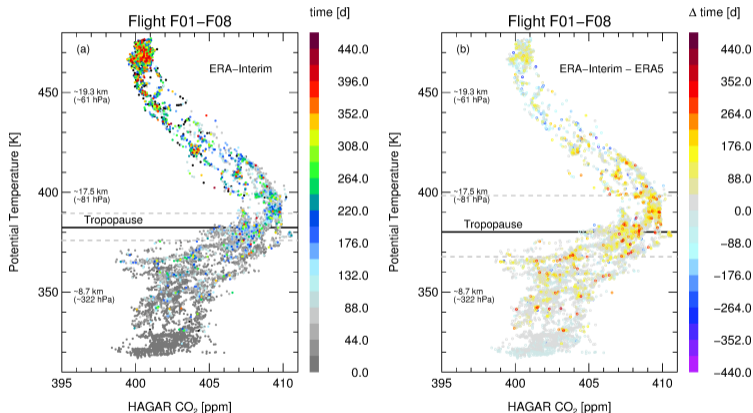 Flight F01−F08
time [d]
(a)
ERA−Interim
450
400
350
~19.3 km
(~61 hPa)
~17.5 km
(~81 hPa)
Tropopause
~8.7 km
(~322 hPa)
Potential Temperature [K]
395 400 405 410
HAGAR CO₂ [ppm]
440.0
396.0
352.0
308.0
264.0
220.0
176.0
132.0
88.0
44.0
0.0
Flight F01−F08
Δ time [d]
(b)
ERA−Interim − ERA5
450
400
350
~19.3 km
(~61 hPa)
~17.5 km
(~81 hPa)
Tropopause
~8.7 km
(~322 hPa)
Potential Temperature [K]
395 400 405 410
HAGAR CO₂ [ppm]
440.0
352.0
264.0
176.0
88.0
0.00
−88.0
−176.0
−264.0
−352.0
−440.0